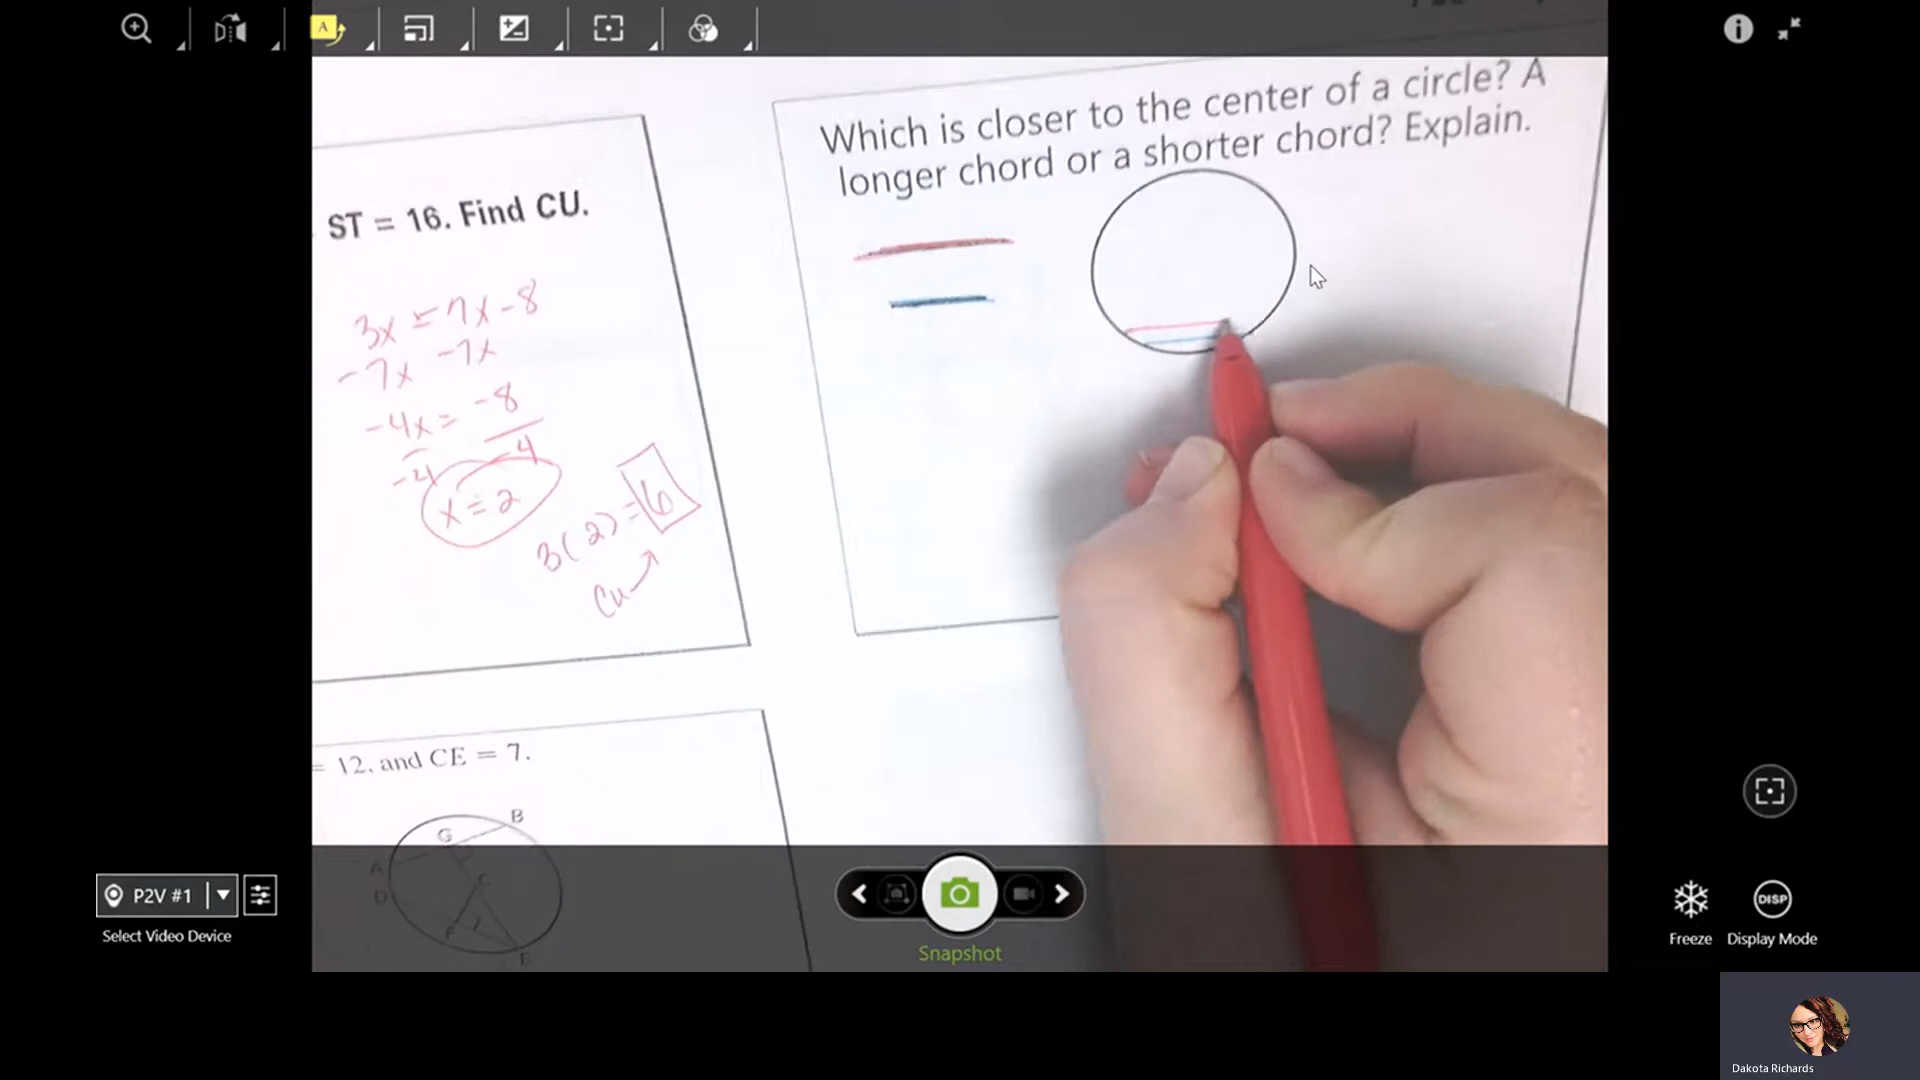 A
Which is closer to the center of a circle? A
longer chord or a shorter chord? Explain.
ST = 16. Find CU.
3x = 7x - 8
-7x -7x
-4x = -8
-4 -4
x = 2
3(2) = 6
CU
= 12, and CE = 7.
G
B
A
D
C
F
E
P2V #1
Select Video Device
Snapshot
Freeze
DISP
Display Mode
Dakota Richards